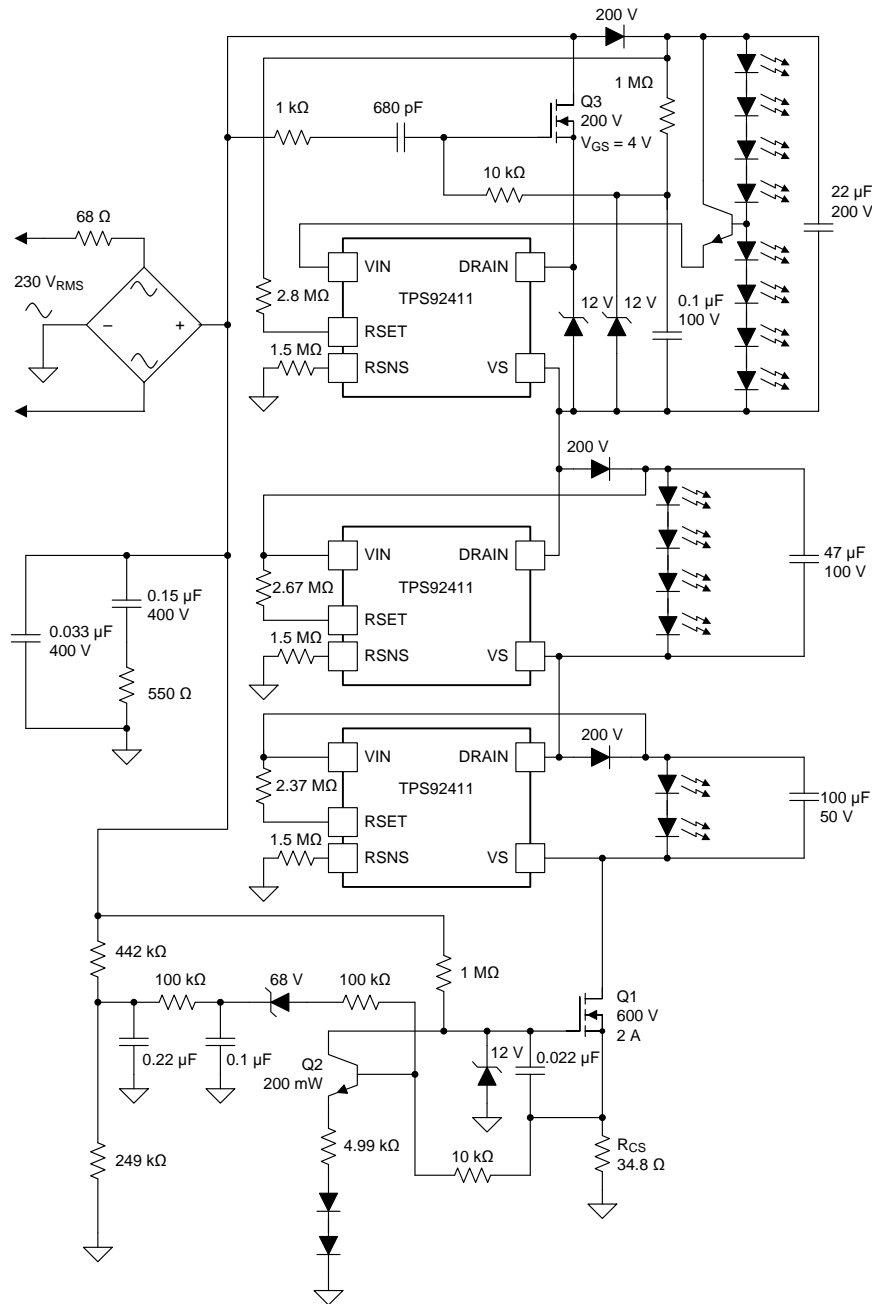 200 V
1 MΩ
Q3
200 V
VGS = 4 V
1 kΩ
680 pF
10 kΩ
22 µF
200 V
68 Ω
230 VRMS
–
+
VIN
DRAIN
TPS92411
2.8 MΩ
RSET
1.5 MΩ
RSNS
VS
12 V
12 V
0.1 µF
100 V
200 V
VIN
DRAIN
TPS92411
2.67 MΩ
RSET
1.5 MΩ
RSNS
VS
47 µF
100 V
0.15 µF
400 V
0.033 µF
400 V
550 Ω
200 V
VIN
DRAIN
TPS92411
2.37 MΩ
RSET
1.5 MΩ
RSNS
VS
100 µF
50 V
442 kΩ
100 kΩ
68 V
100 kΩ
1 MΩ
Q1
600 V
2 A
0.22 µF
0.1 µF
Q2
200 mW
12 V
0.022 µF
4.99 kΩ
10 kΩ
RCS
34.8 Ω
249 kΩ